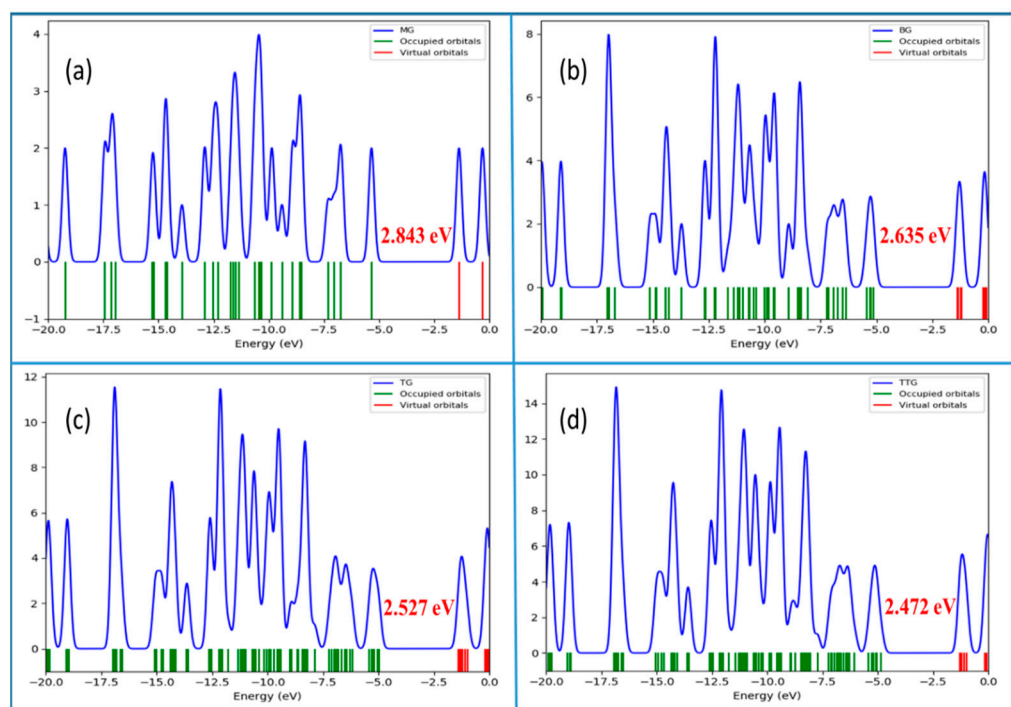 (a)
MG
Occupied orbitals
Virtual orbitals
2.843 eV
4
3
2
1
0
−1
−20.0 −17.5 −15.0 −12.5 −10.0 −7.5 −5.0 −2.5 0.0
Energy (eV)
(b)
BG
Occupied orbitals
Virtual orbitals
2.635 eV
8
6
4
2
0
−20.0 −17.5 −15.0 −12.5 −10.0 −7.5 −5.0 −2.5 0.0
Energy (eV)
(c)
TG
Occupied orbitals
Virtual orbitals
2.527 eV
12
10
8
6
4
2
0
−20.0 −17.5 −15.0 −12.5 −10.0 −7.5 −5.0 −2.5 0.0
Energy (eV)
(d)
TTG
Occupied orbitals
Virtual orbitals
2.472 eV
14
12
10
8
6
4
2
0
−20.0 −17.5 −15.0 −12.5 −10.0 −7.5 −5.0 −2.5 0.0
Energy (eV)